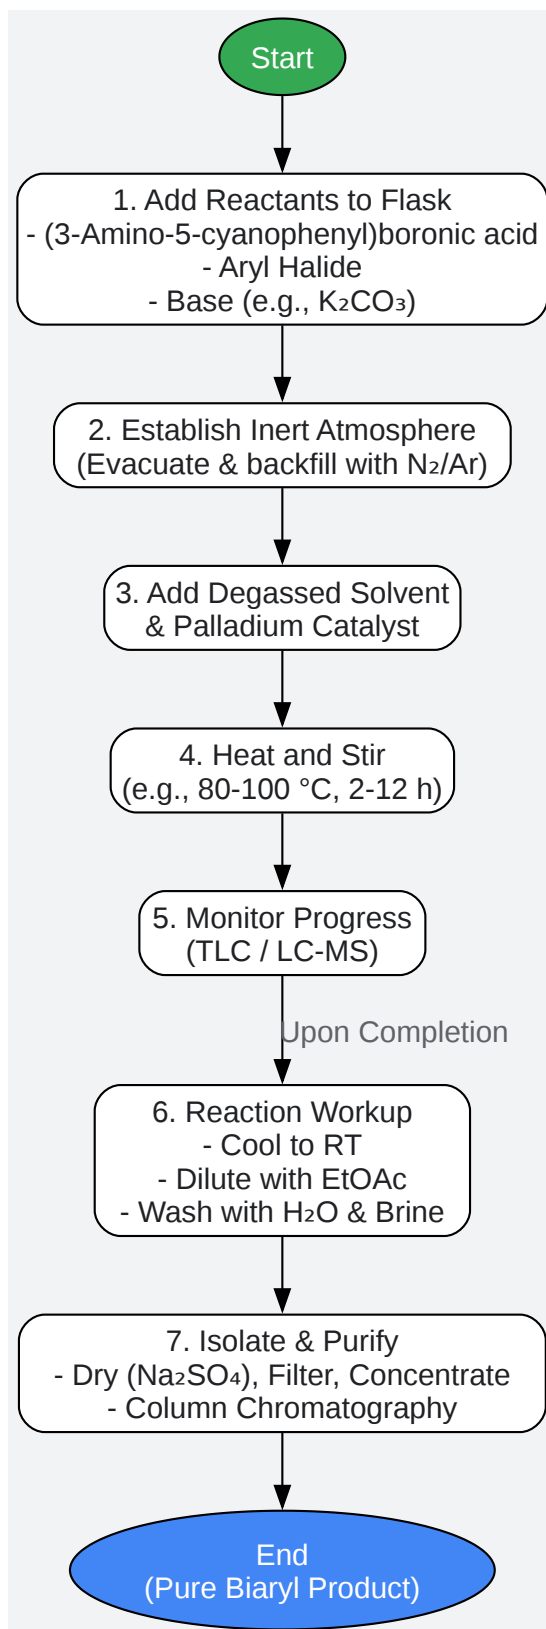 Start
1. Add Reactants to Flask
- (3-Amino-5-cyanophenyl)boronic acid
- Aryl Halide
- Base (e.g., K₂CO₃)
2. Establish Inert Atmosphere
(Evacuate & backfill with N₂/Ar)
3. Add Degassed Solvent
& Palladium Catalyst
4. Heat and Stir
(e.g., 80-100 °C, 2-12 h)
5. Monitor Progress
(TLC / LC-MS)
Upon Completion
6. Reaction Workup
- Cool to RT
- Dilute with EtOAc
- Wash with H₂O & Brine
7. Isolate & Purify
- Dry (Na₂SO₄), Filter, Concentrate
- Column Chromatography
End
(Pure Biaryl Product)